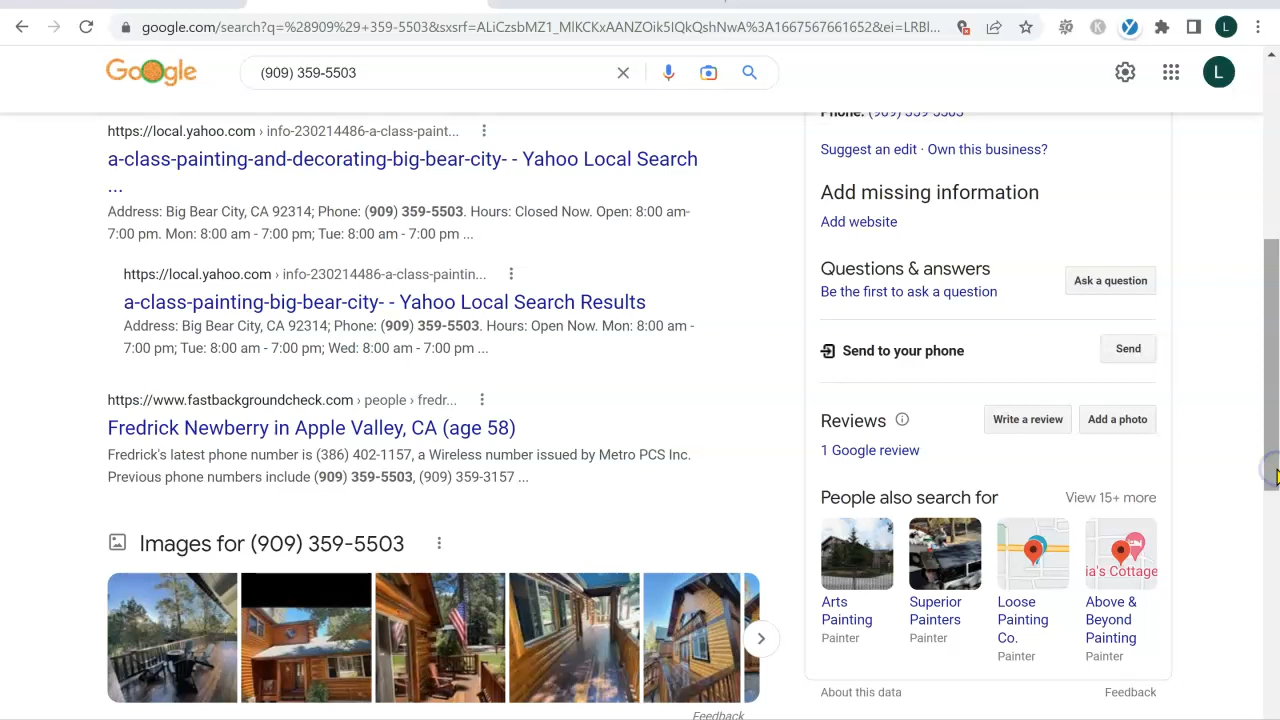 google.com/search?q=%28909%29+359-5503&sxsrf=ALiCzsbMZ1_MlKCKxAANZOik5IQkQshNwA%3A1667567661652&ei=LRBl...
Google
(909) 359-5503
L
L
https://local.yahoo.com › info-230214486-a-class-paint...
a-class-painting-and-decorating-big-bear-city- - Yahoo Local Search
...
Address: Big Bear City, CA 92314; Phone: (909) 359-5503. Hours: Closed Now. Open: 8:00 am-
7:00 pm. Mon: 8:00 am - 7:00 pm; Tue: 8:00 am - 7:00 pm ...
https://local.yahoo.com › info-230214486-a-class-paintin...
a-class-painting-big-bear-city- - Yahoo Local Search Results
Address: Big Bear City, CA 92314; Phone: (909) 359-5503. Hours: Open Now. Mon: 8:00 am -
7:00 pm; Tue: 8:00 am - 7:00 pm; Wed: 8:00 am - 7:00 pm ...
https://www.fastbackgroundcheck.com › people › fredr...
Fredrick Newberry in Apple Valley, CA (age 58)
Fredrick's latest phone number is (386) 402-1157, a Wireless number issued by Metro PCS Inc.
Previous phone numbers include (909) 359-5503, (909) 359-3157 ...
Images for (909) 359-5503
Feedback
Phone: (909) 359-5503
Suggest an edit · Own this business?
Add missing information
Add website
Questions & answers
Be the first to ask a question
Ask a question
Send to your phone
Send
Reviews
Write a review
Add a photo
1 Google review
People also search for
View 15+ more
ia's Cottage
Arts
Painting
Painter
Superior
Painters
Painter
Loose
Painting
Co.
Painter
Above &
Beyond
Painting
Painter
About this data
Feedback